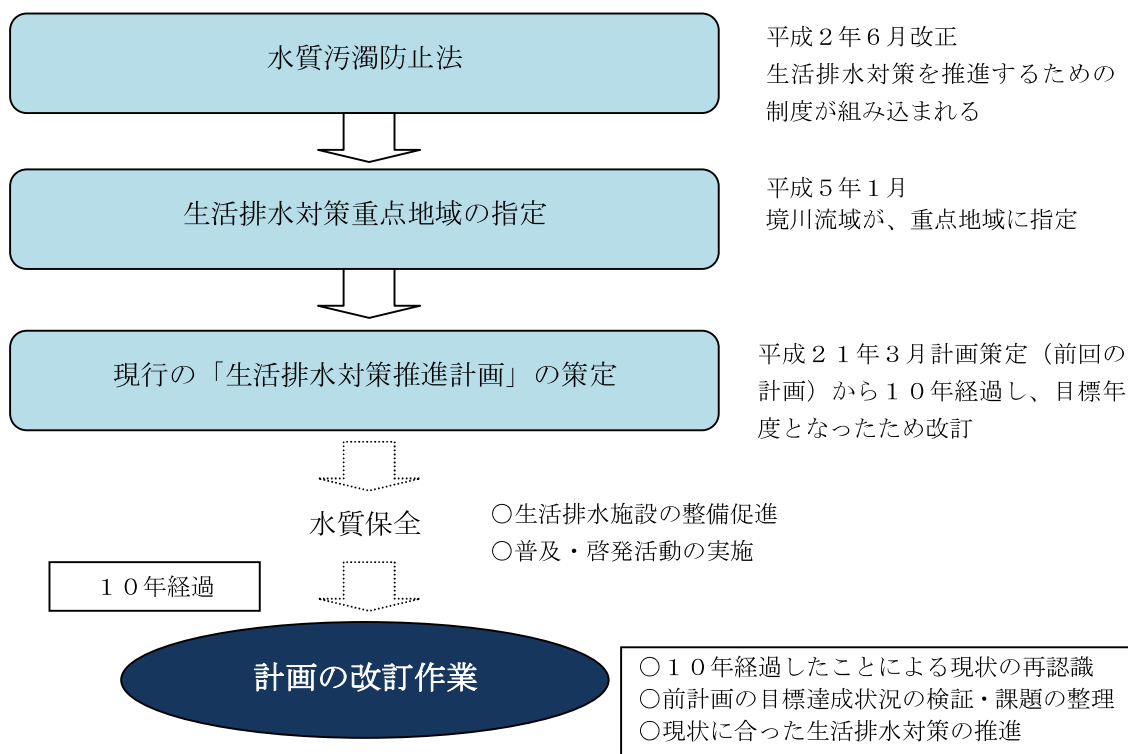 水質汚濁防止法
平成２年６月改正
生活排水対策を推進するための
制度が組み込まれる
生活排水対策重点地域の指定
平成５年１月
境川流域が、重点地域に指定
現行の「生活排水対策推進計画」の策定
平成２１年３月計画策定（前回の
計画）から１０年経過し、目標年
度となったため改訂
水質保全
○生活排水施設の整備促進
○普及・啓発活動の実施
１０年経過
計画の改訂作業
○１０年経過したことによる現状の再認識
○前計画の目標達成状況の検証・課題の整理
○現状に合った生活排水対策の推進